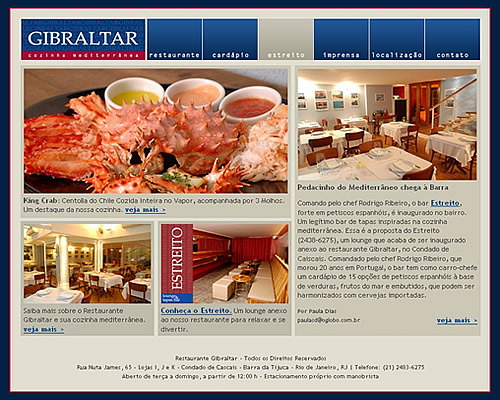 GIBRALTAR
cozinha mediterrânea
restaurante
cardápio
estreito
imprensa
localização
contato
King Crab: Centolla do Chile Cozida Inteira no Vapor, acompanhada por 3 Molhos.
Um destaque da nossa cozinha. veja mais >
Saiba mais sobre o Restaurante
Gibraltar e sua cozinha mediterrânea.
veja mais >
ESTREITO
lounge &
tapas bar
Conheça o Estreito. Um lounge anexo
ao nosso restaurante para relaxar e se
divertir.
Pedacinho do Mediterrâneo chega à Barra
Comando pelo chef Rodrigo Ribeiro, o bar Estreito,
forte em petiscos espanhóis, é inaugurado no bairro.
Um legítimo bar de tapas inspiradas na cozinha
mediterrânea. Essa é a proposta do Estreito
(2438-6275), um lounge que acaba de ser inaugurado
anexo ao restaurante Gibraltar, no Condado de
Caiscais. Comandado pelo chef Rodrigo Ribeiro, que
morou 20 anos em Portugal, o bar tem como carro-chefe
um cardápio de 15 opções de petiscos espanhóis à base
de verduras, frutos do mar e embutidos, que podem ser
harmonizados com cervejas importadas.
Por Paula Dias
paulacd@oglobo.com.br
veja mais >
Restaurante Gibraltar - Todos os Direitos Reservados
Rua Nuta James, 65 - Lojas I, J e K - Condado de Cascais - Barra da Tijuca - Rio de Janeiro, RJ || Telefone: (21) 2483-6275
Aberto de terça a domingo, a partir de 12:00 h - Estacionamento próprio com manobrista